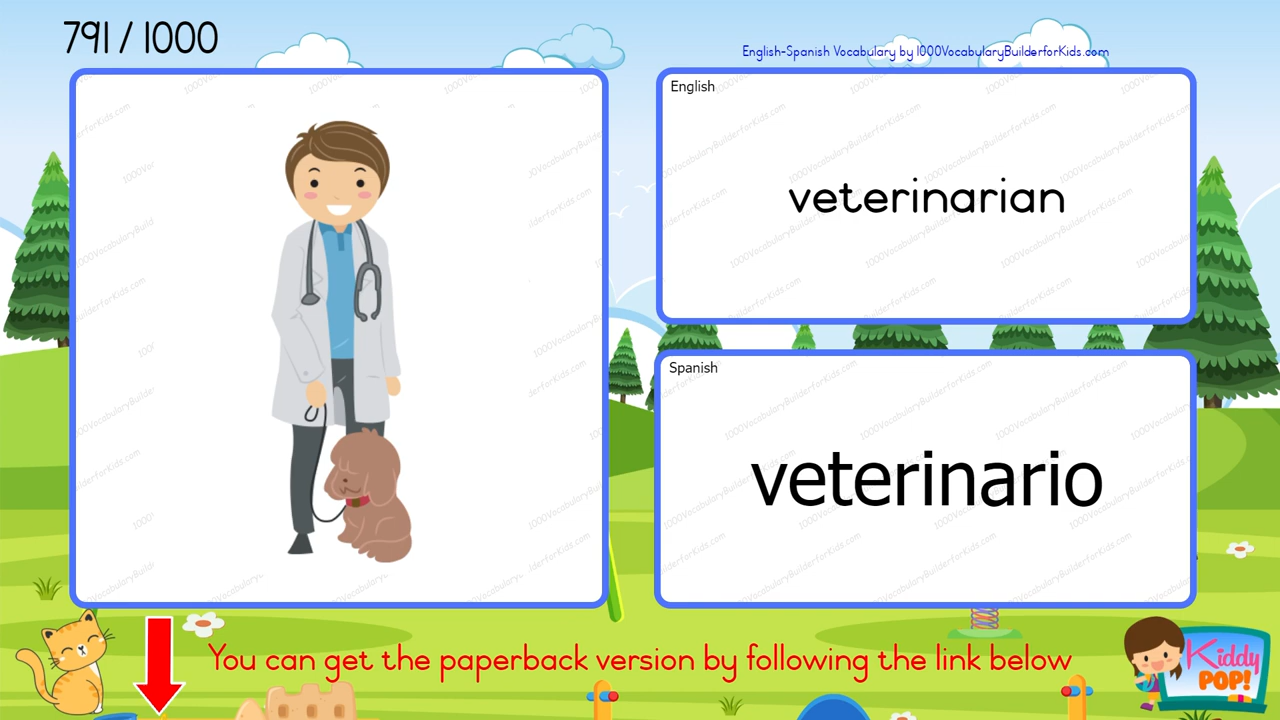 791 / 1000
English-Spanish Vocabulary by 1000VocabularyBuilderforKids.com
English
veterinarian
Spanish
veterinario
You can get the paperback version by following the link below
Kiddy
POP!